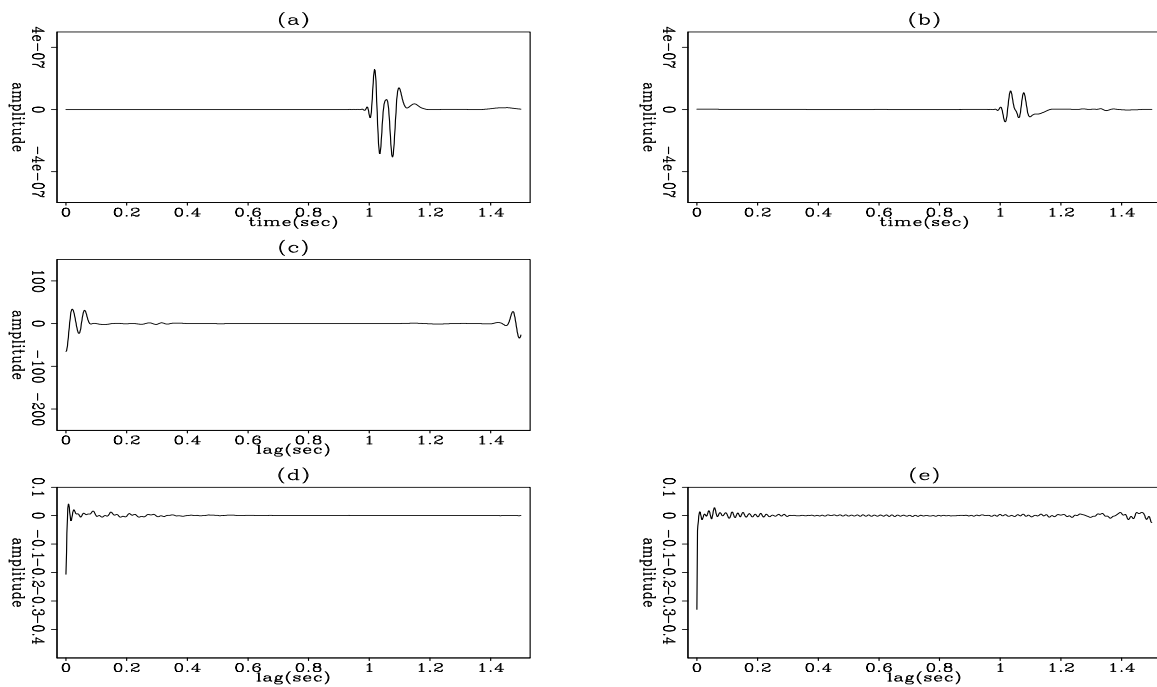 (a)
4e-07
0
-4e-07
amplitude
0 0.2 0.4 0.6 0.8 1 1.2 1.4
time(sec)
(b)
4e-07
0
-4e-07
amplitude
0 0.2 0.4 0.6 0.8 1 1.2 1.4
time(sec)
(c)
100
0
-100
-200
amplitude
0 0.2 0.4 0.6 0.8 1 1.2 1.4
lag(sec)
(d)
0.1
0
-0.1
-0.2
-0.3
-0.4
amplitude
0 0.2 0.4 0.6 0.8 1 1.2 1.4
lag(sec)
(e)
0.1
0
-0.1
-0.2
-0.3
-0.4
amplitude
0 0.2 0.4 0.6 0.8 1 1.2 1.4
lag(sec)